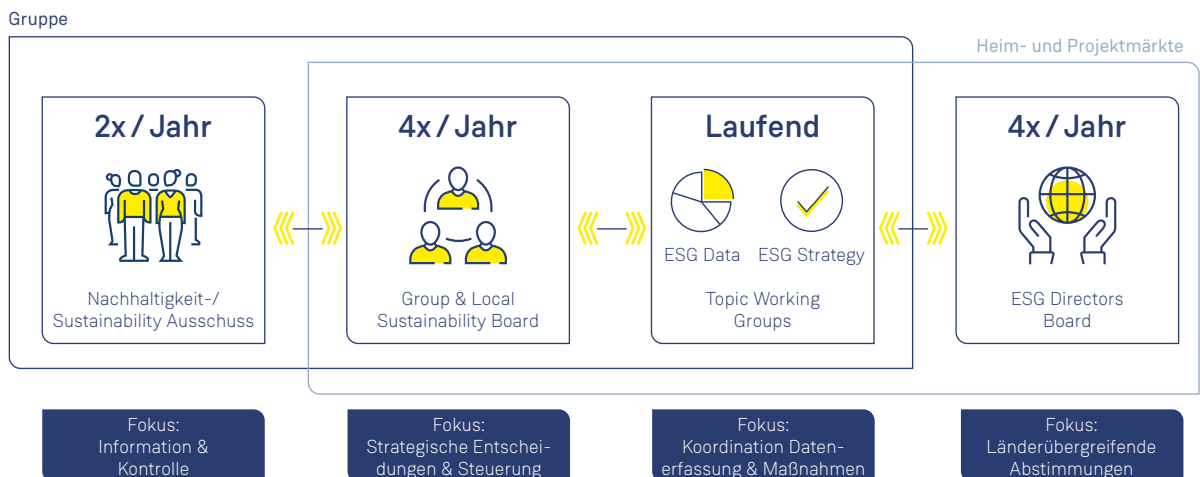 Gruppe
Heim- und Projektmärkte
2x / Jahr
Nachhaltigkeit-/
Sustainability Ausschuss
4x / Jahr
Group & Local
Sustainability Board
Laufend
ESG Data
ESG Strategy
Topic Working
Groups
4x / Jahr
ESG Directors
Board
Fokus:
Information &
Kontrolle
Fokus:
Strategische Entschei-
dungen & Steuerung
Fokus:
Koordination Daten-
erfassung & Maßnahmen
Fokus:
Länderübergreifende
Abstimmungen